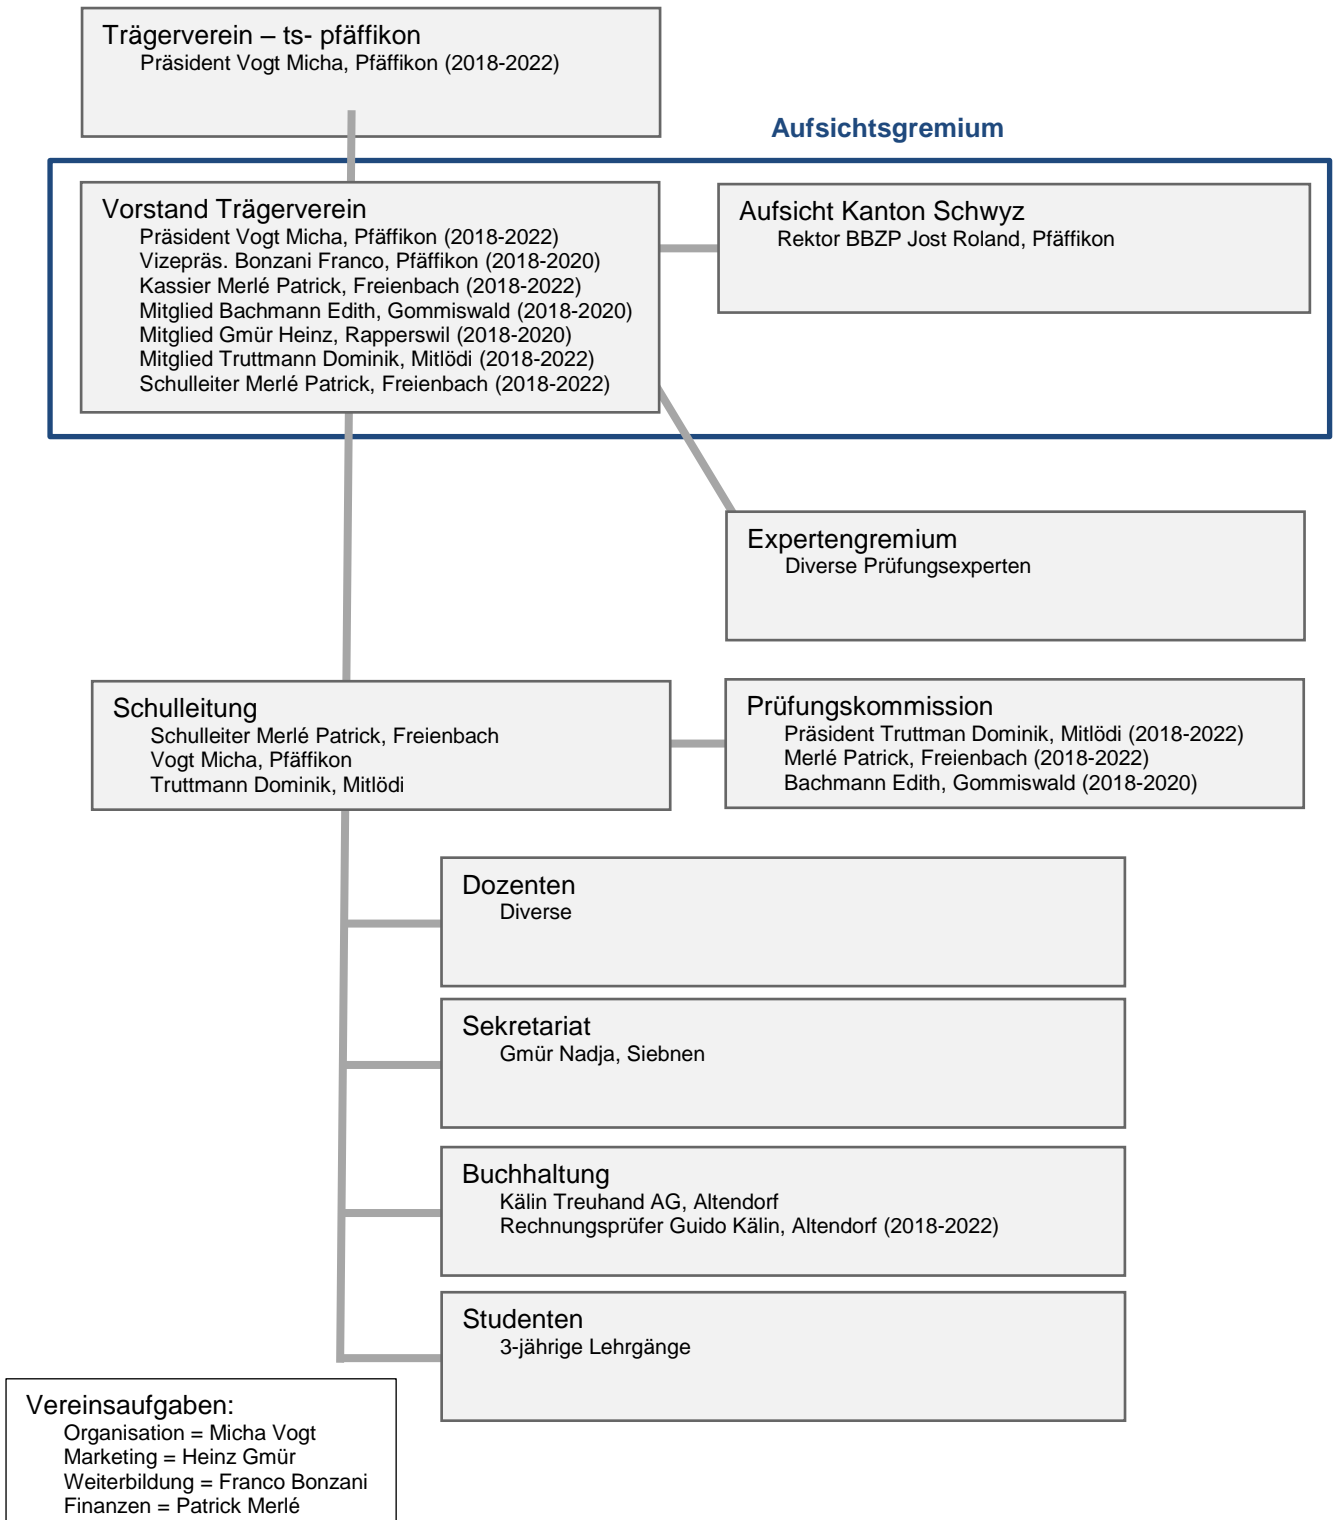 Trägerverein – ts- pfäffikon
Präsident Vogt Micha, Pfäffikon (2018-2022)
Aufsichtsgremium
Vorstand Trägerverein
Präsident Vogt Micha, Pfäffikon (2018-2022)
Vizepräs. Bonzani Franco, Pfäffikon (2018-2020)
Kassier Merlé Patrick, Freienbach (2018-2022)
Mitglied Bachmann Edith, Gommiswald (2018-2020)
Mitglied Gmür Heinz, Rapperswil (2018-2020)
Mitglied Truttmann Dominik, Mitlödi (2018-2022)
Schulleiter Merlé Patrick, Freienbach (2018-2022)
Aufsicht Kanton Schwyz
Rektor BBZP Jost Roland, Pfäffikon
Expertengremium
Diverse Prüfungsexperten
Schulleitung
Schulleiter Merlé Patrick, Freienbach
Vogt Micha, Pfäffikon
Truttmann Dominik, Mitlödi
Prüfungskommission
Präsident Truttman Dominik, Mitlödi (2018-2022)
Merlé Patrick, Freienbach (2018-2022)
Bachmann Edith, Gommiswald (2018-2020)
Dozenten
Diverse
Sekretariat
Gmür Nadja, Siebnen
Buchhaltung
Kälin Treuhand AG, Altendorf
Rechnungsprüfer Guido Kälin, Altendorf (2018-2022)
Studenten
3-jährige Lehrgänge
Vereinsaufgaben:
Organisation = Micha Vogt
Marketing = Heinz Gmür
Weiterbildung = Franco Bonzani
Finanzen = Patrick Merlé